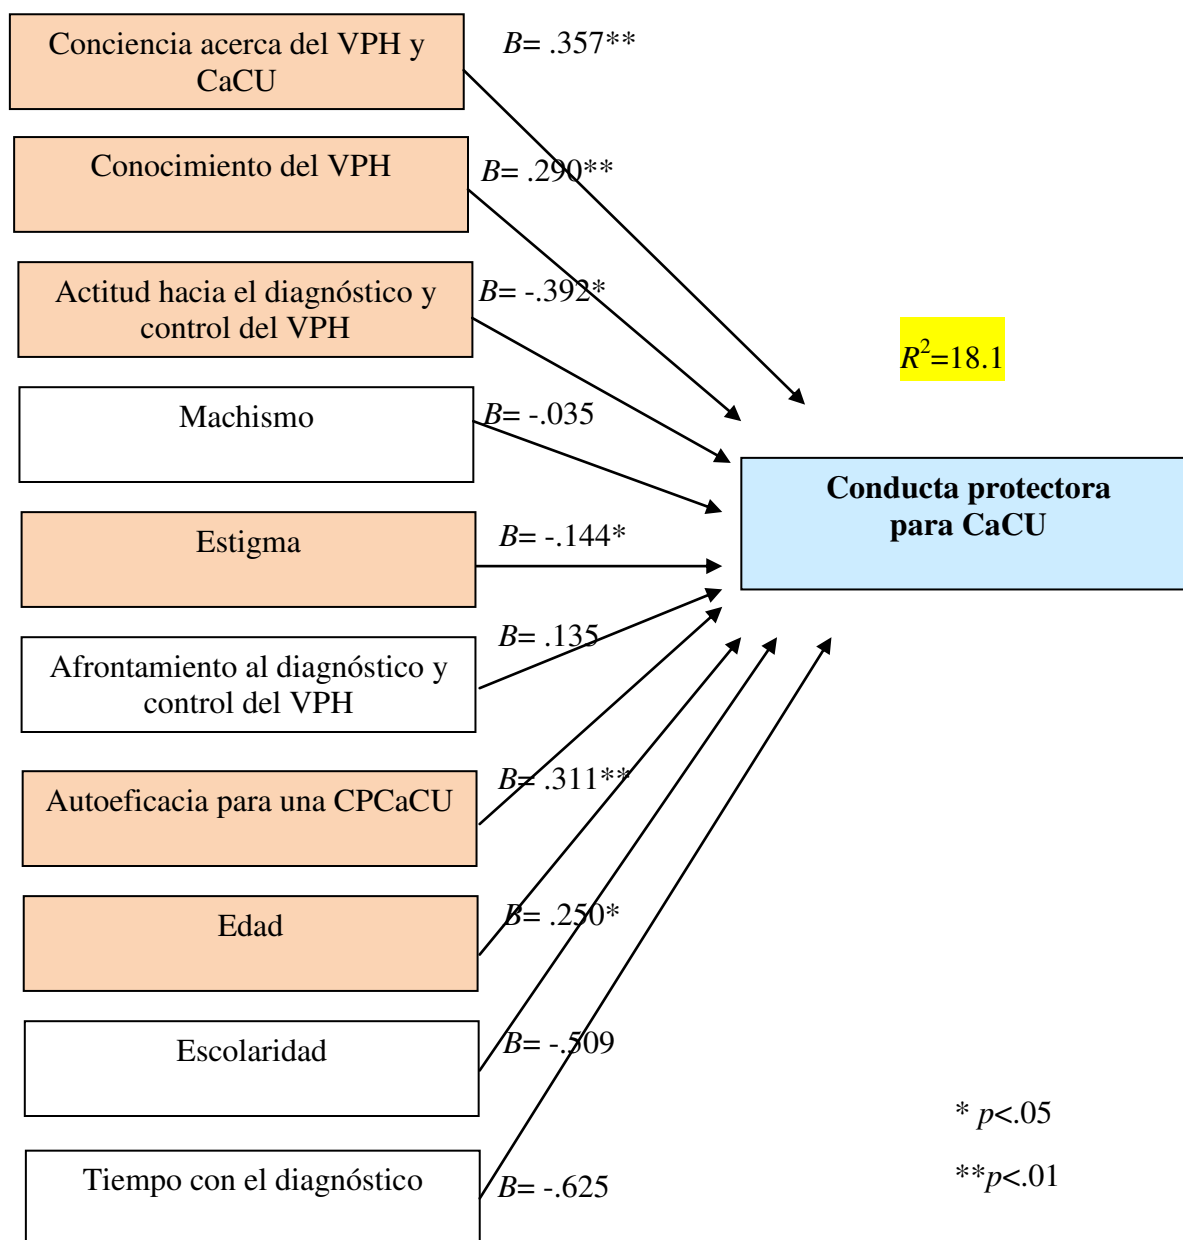 Conciencia acerca del VPH y
CaCU
B= .357**
Conocimiento del VPH
B= .290**
Actitud hacia el diagnóstico y
control del VPH
B= -.392*
R²=18.1
Machismo
B= -.035
Conducta protectora
para CaCU
Estigma
B= -.144*
Afrontamiento al diagnóstico y
control del VPH
B= .135
Autoeficacia para una CPCaCU
B= .311**
Edad
B= .250*
Escolaridad
B= -.509
Tiempo con el diagnóstico
B= -.625
* p<.05
**p<.01